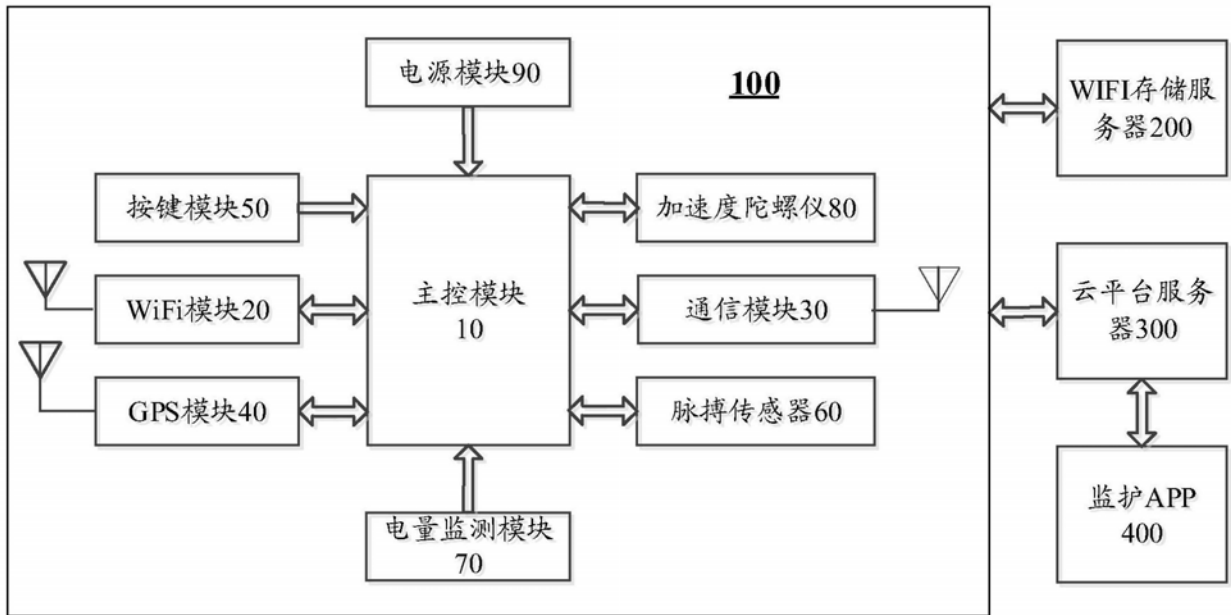 电源模块90
100
WIFI存储服
务器200
按键模块50
加速度陀螺仪80
主控模块
10
WiFi模块20
通信模块30
云平台服务
器300
GPS模块40
脉搏传感器60
监护APP
400
电量监测模块
70